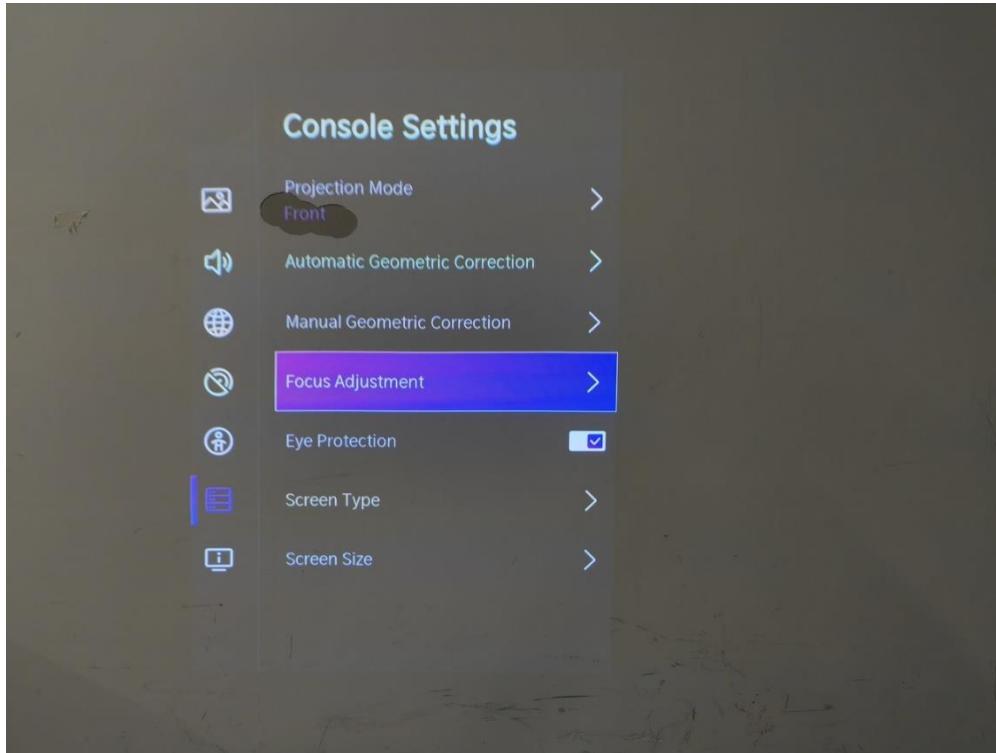 Console Settings
Projection Mode
Front
Automatic Geometric Correction
Manual Geometric Correction
Focus Adjustment
Eye Protection
Screen Type
Screen Size